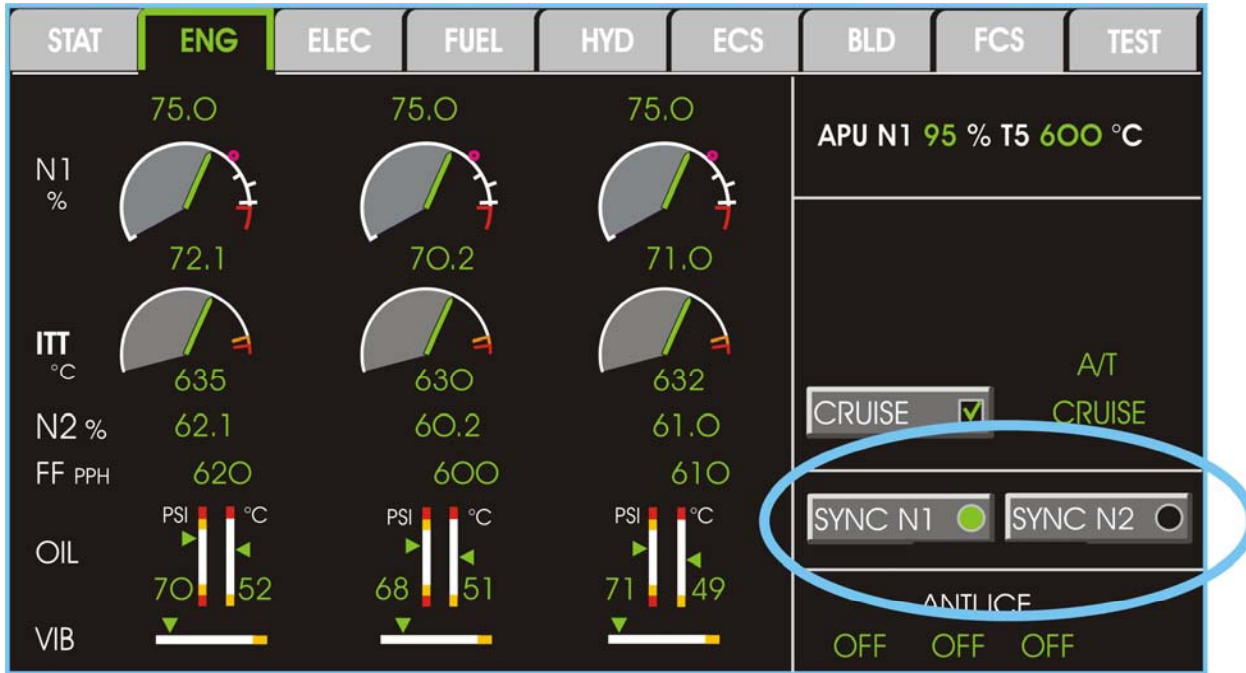 STAT ENG ELEC FUEL HYD ECS BLD FCS TEST
75.0 75.0 75.0
APU N1 95 % T5 600 °C
N1
%
72.1 70.2 71.0
ITT
°C
635 630 632
A/T
CRUISE CRUISE
N2 % 62.1 60.2 61.0
FF PPH 620 600 610
PSI °C PSI °C PSI °C
SYNC N1 SYNC N2
OIL
70 52 68 51 71 49
ANTI ICE
VIB
OFF OFF OFF